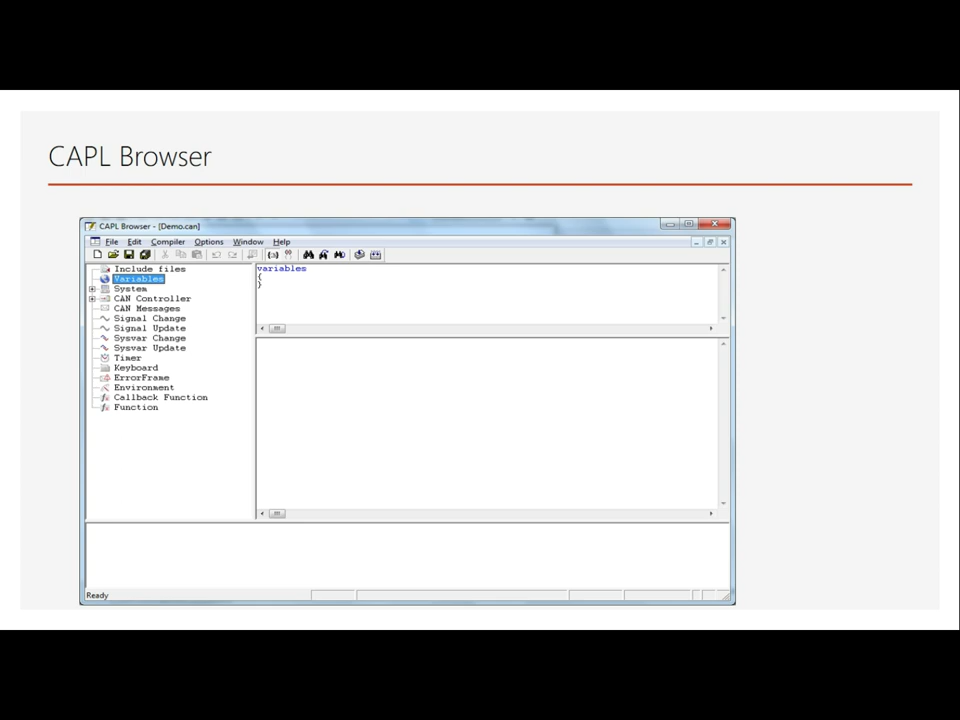 CAPL Browser
CAPL Browser - [Demo.can]
File Edit Compiler Options Window Help
Include files
Variables
System
CAN Controller
CAN Messages
Signal Change
Signal Update
Sysvar Change
Sysvar Update
Timer
Keyboard
ErrorFrame
Environment
Callback Function
Function
variables
{
}
Ready